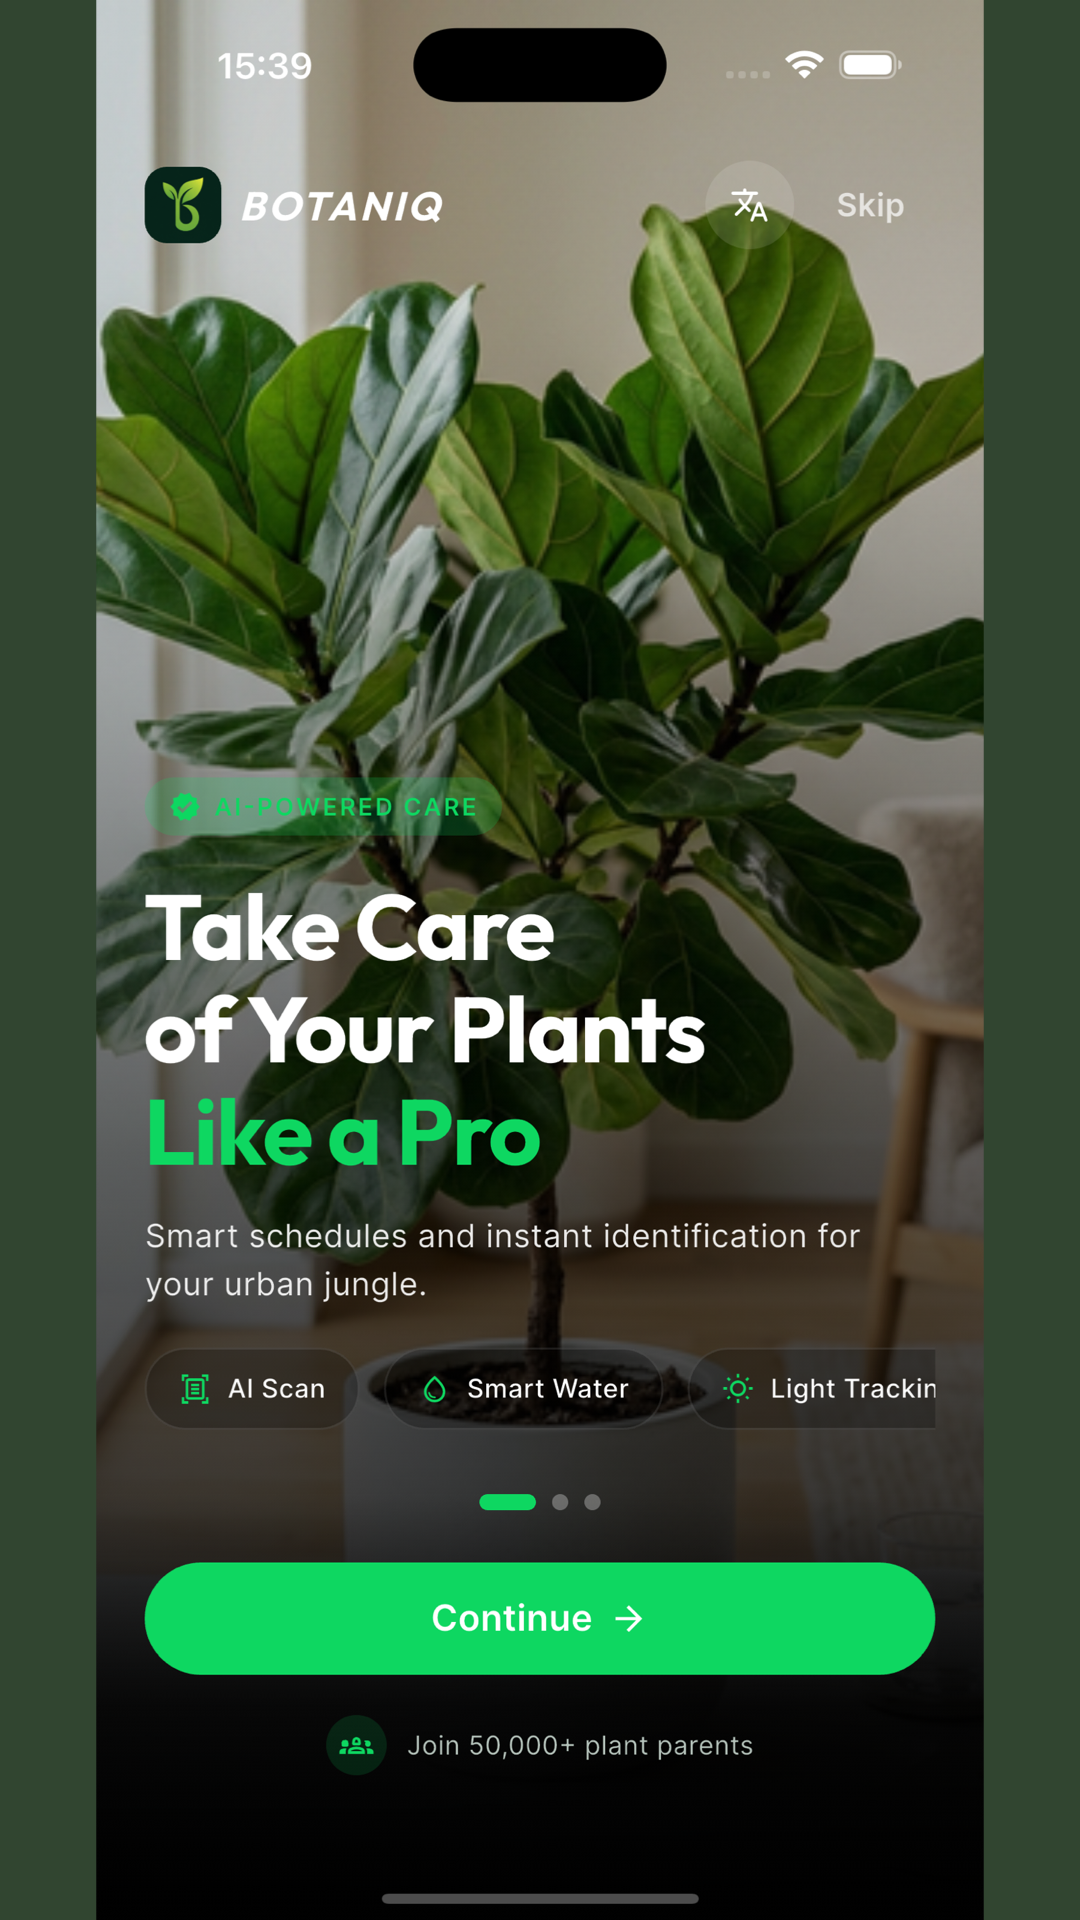 15:39
BOTANIQ
Skip
AI-POWERED CARE
Take Care
of Your Plants
Like a Pro
Smart schedules and instant identification for
your urban jungle.
AI Scan
Smart Water
Light Trackin
Continue →
Join 50,000+ plant parents